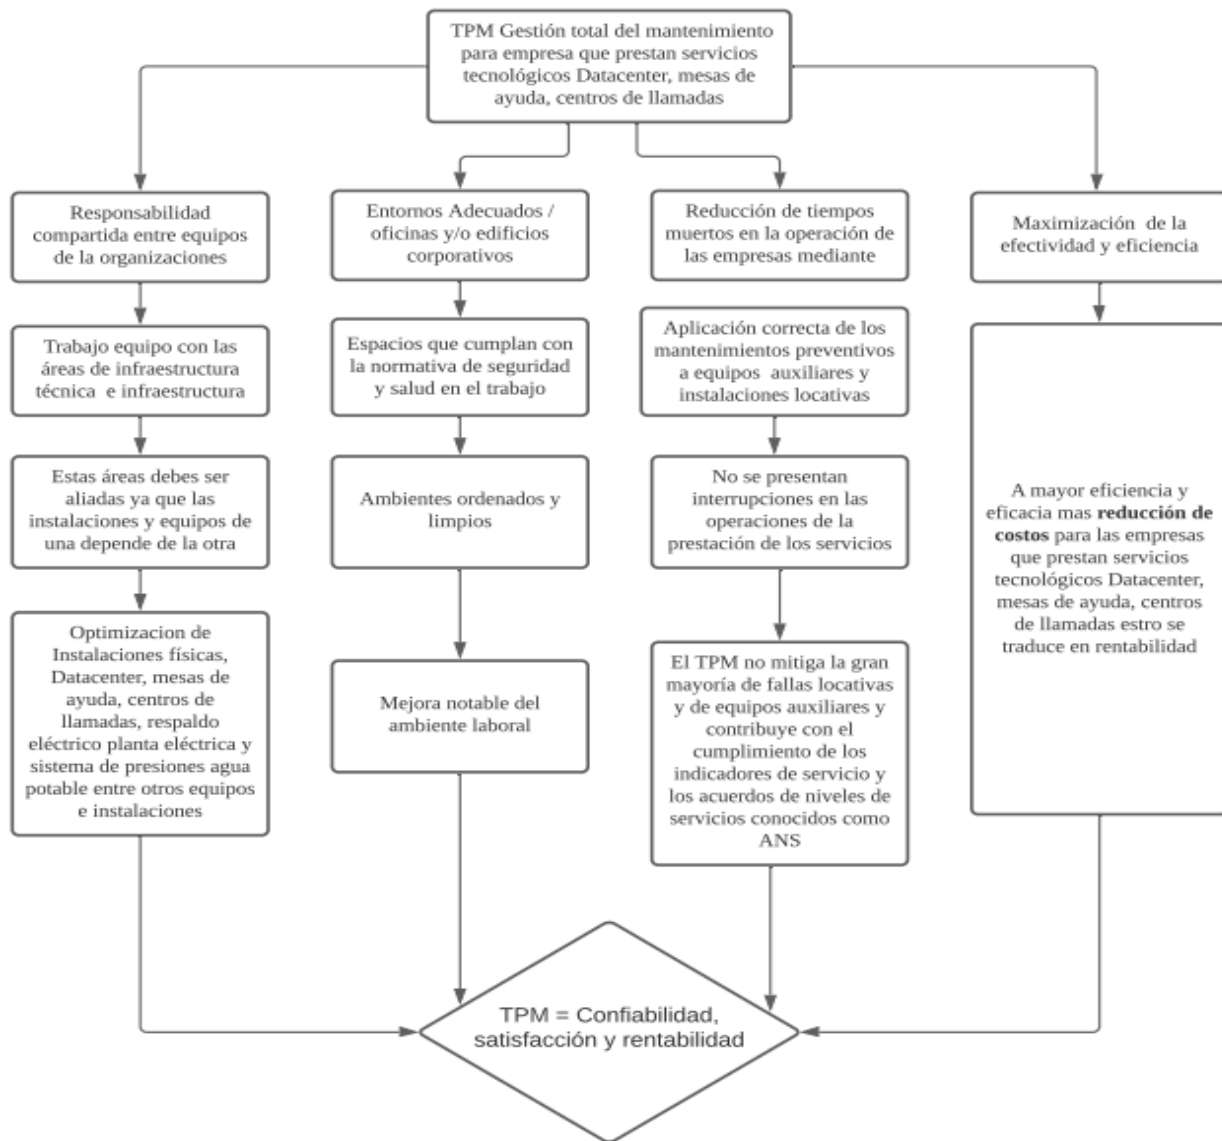 TPM Gestión total del mantenimiento
para empresa que prestan servicios
tecnológicos Datacenter, mesas de
ayuda, centros de llamadas
Responsabilidad
compartida entre equipos
de la organizaciones
Entornos Adecuados /
oficinas y/o edificios
corporativos
Reducción de tiempos
muertos en la operación de
las empresas mediante
Maximización de la
efectividad y eficiencia
Trabajo equipo con las
áreas de infraestructura
técnica e infraestructura
Espacios que cumplan con
la normativa de seguridad
y salud en el trabajo
Aplicación correcta de los
mantenimientos preventivos
a equipos auxiliares y
instalaciones locativas
Estas áreas debes ser
aliadas ya que las
instalaciones y equipos de
una depende de la otra
Ambientes ordenados y
limpios
No se presentan
interrupciones en las
operaciones de la
prestación de los servicios
A mayor eficiencia y
eficacia mas reducción de
costos para las empresas
que prestan servicios
tecnológicos Datacenter,
mesas de ayuda, centros
de llamadas estro se
traduce en rentabilidad
Optimizacion de
Instalaciones físicas,
Datacenter, mesas de
ayuda, centros de
llamadas, respaldo
eléctrico planta eléctrica y
sistema de presiones agua
potable entre otros equipos
e instalaciones
Mejora notable del
ambiente laboral
El TPM no mitiga la gran
mayoría de fallas locativas
y de equipos auxiliares y
contribuye con el
cumplimiento de los
indicadores de servicio y
los acuerdos de niveles de
servicios conocidos como
ANS
TPM = Confiabilidad,
satisfacción y rentabilidad